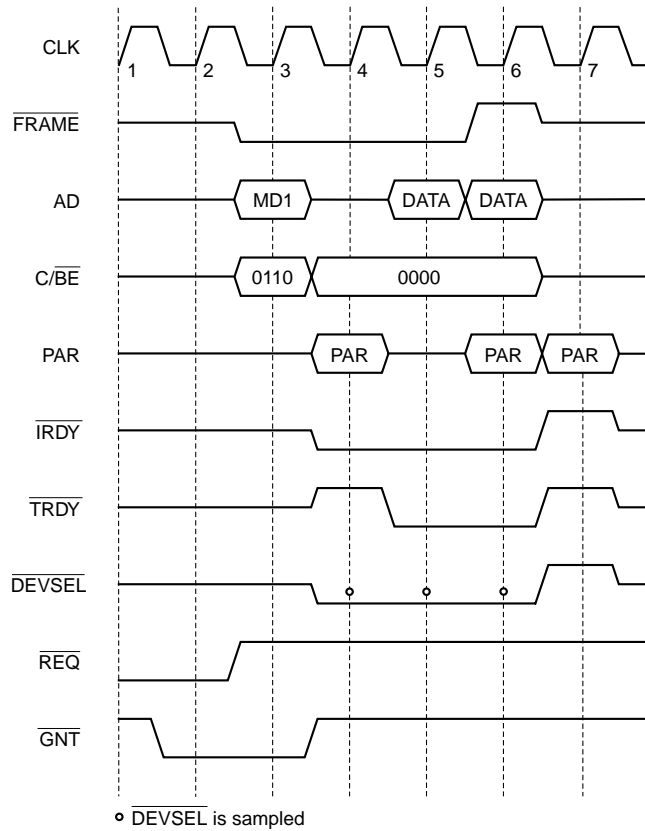 CLK
1 2 3 4 5 6 7
FRAME
AD MD1 DATA DATA
C/BE 0110 0000
PAR PAR PAR PAR
IRDY
TRDY
DEVSEL
REQ
GNT
DEVSEL is sampled